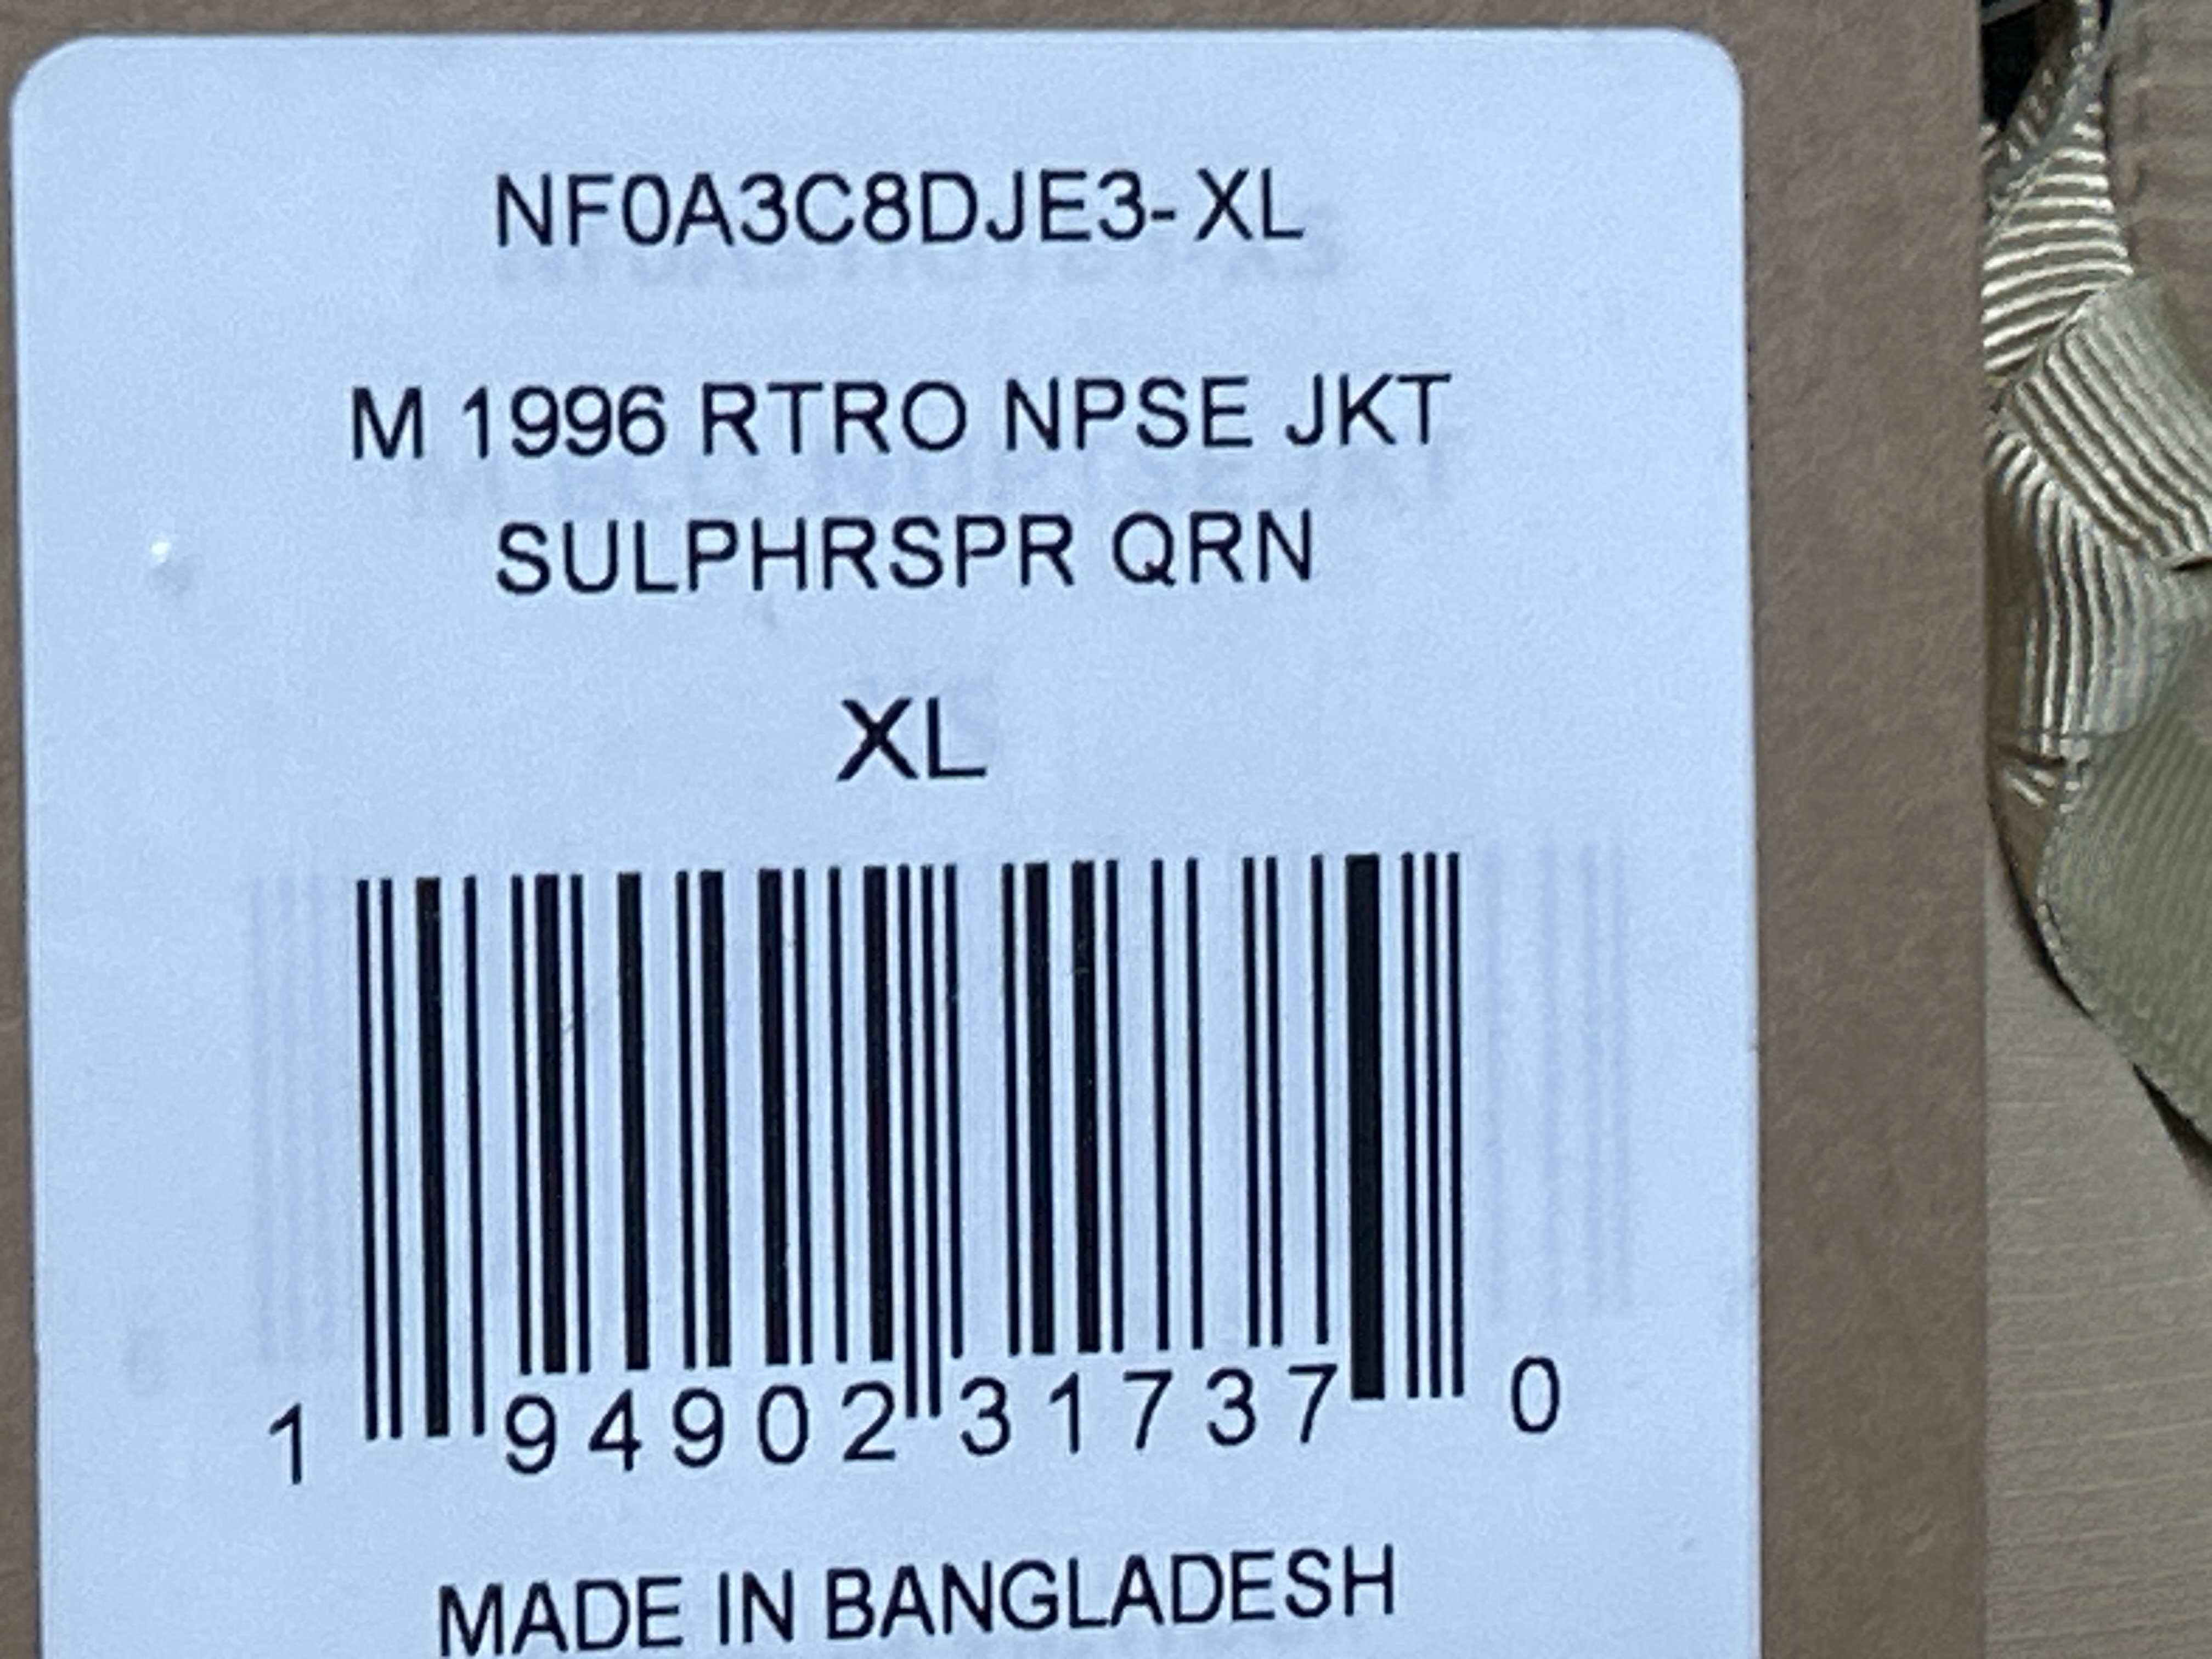 NF0A3C8DJE3-XL
M 1996 RTRO NPSE JKT
SULPHRSPR QRN
XL
1 94902 31737 0
MADE IN BANGLADESH